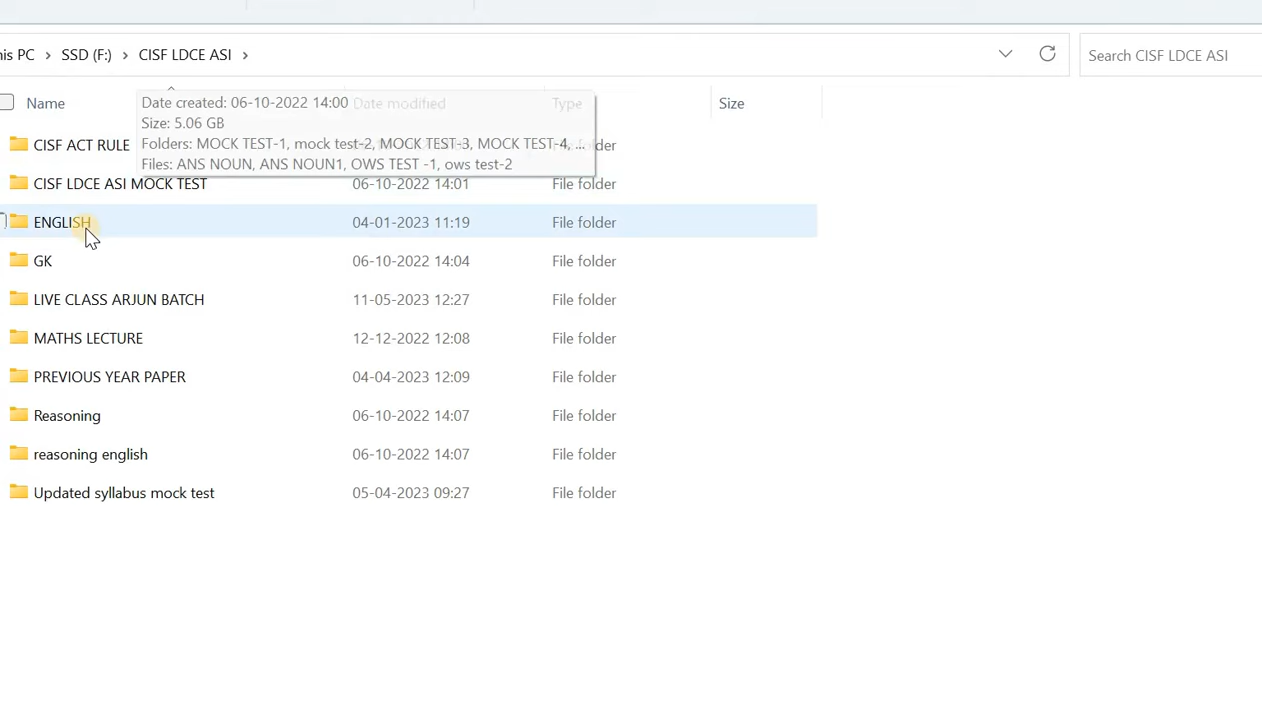 his PC > SSD (F:) > CISF LDCE ASI >
Search CISF LDCE ASI
Name Date modified Type Size
Date created: 06-10-2022 14:00
Size: 5.06 GB
Folders: MOCK TEST-1, mock test-2, MOCK TEST-3, MOCK TEST-4, ...
Files: ANS NOUN, ANS NOUN1, OWS TEST -1, ows test-2
CISF ACT RULE der
CISF LDCE ASI MOCK TEST 06-10-2022 14:01 File folder
ENGLISH 04-01-2023 11:19 File folder
GK 06-10-2022 14:04 File folder
LIVE CLASS ARJUN BATCH 11-05-2023 12:27 File folder
MATHS LECTURE 12-12-2022 12:08 File folder
PREVIOUS YEAR PAPER 04-04-2023 12:09 File folder
Reasoning 06-10-2022 14:07 File folder
reasoning english 06-10-2022 14:07 File folder
Updated syllabus mock test 05-04-2023 09:27 File folder